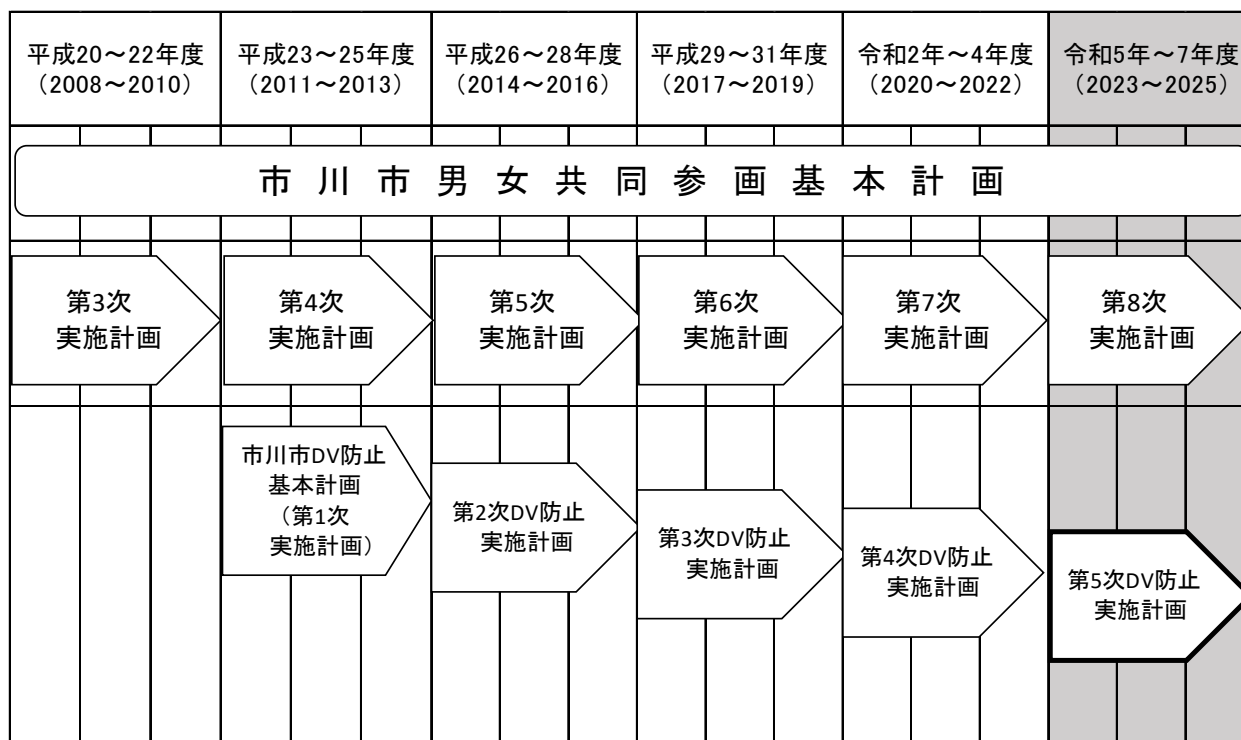 平成20～22年度
（2008～2010）
平成23～25年度
（2011～2013）
平成26～28年度
（2014～2016）
平成29～31年度
（2017～2019）
令和2年～4年度
（2020～2022）
令和5年～7年度
（2023～2025）
市川市男女共同参画基本計画
第3次
実施計画
第4次
実施計画
第5次
実施計画
第6次
実施計画
第7次
実施計画
第8次
実施計画
市川市DV防止
基本計画
（第1次
実施計画）
第2次DV防止
実施計画
第3次DV防止
実施計画
第4次DV防止
実施計画
第5次DV防止
実施計画